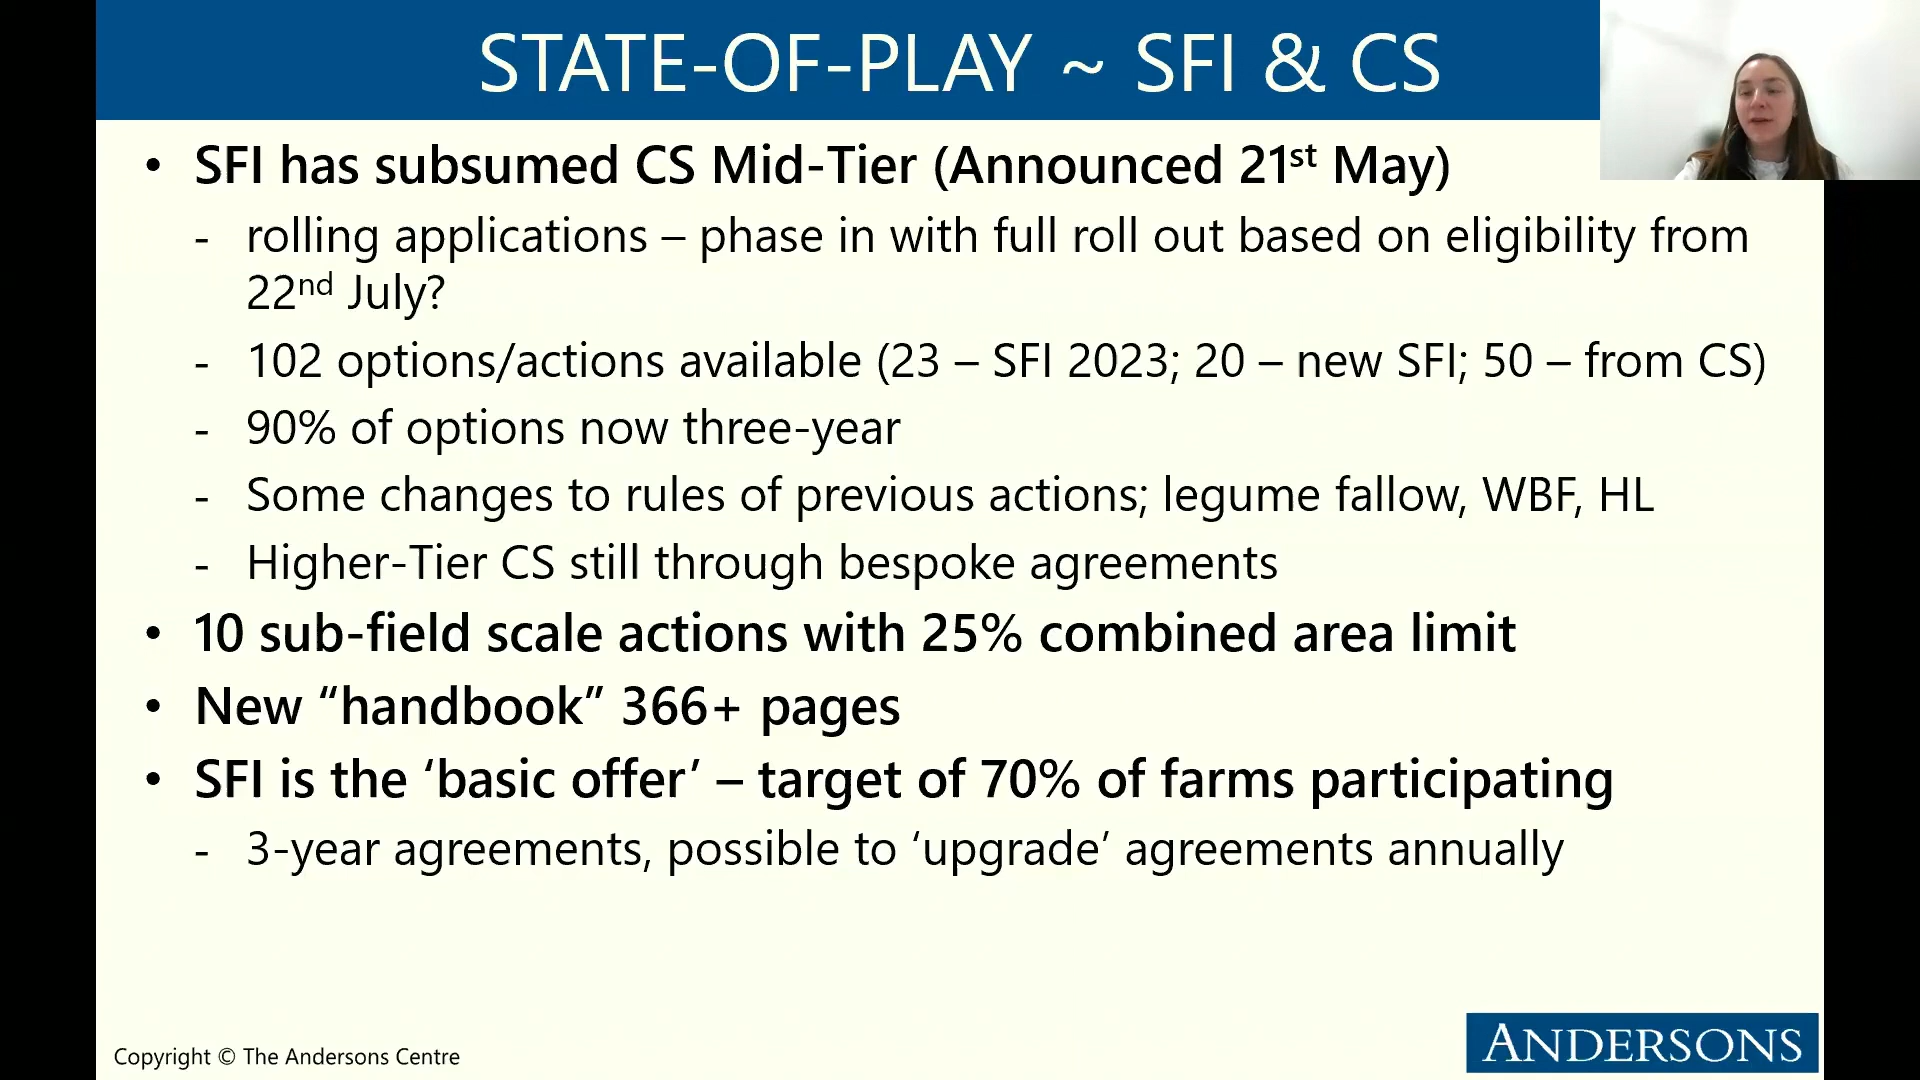 STATE-OF-PLAY ~ SFI & CS
• SFI has subsumed CS Mid-Tier (Announced 21st May)
- rolling applications – phase in with full roll out based on eligibility from
22nd July?
- 102 options/actions available (23 – SFI 2023; 20 – new SFI; 50 – from CS)
- 90% of options now three-year
- Some changes to rules of previous actions; legume fallow, WBF, HL
- Higher-Tier CS still through bespoke agreements
• 10 sub-field scale actions with 25% combined area limit
• New “handbook” 366+ pages
• SFI is the ‘basic offer’ – target of 70% of farms participating
- 3-year agreements, possible to ‘upgrade’ agreements annually
Copyright © The Andersons Centre
ANDERSONS